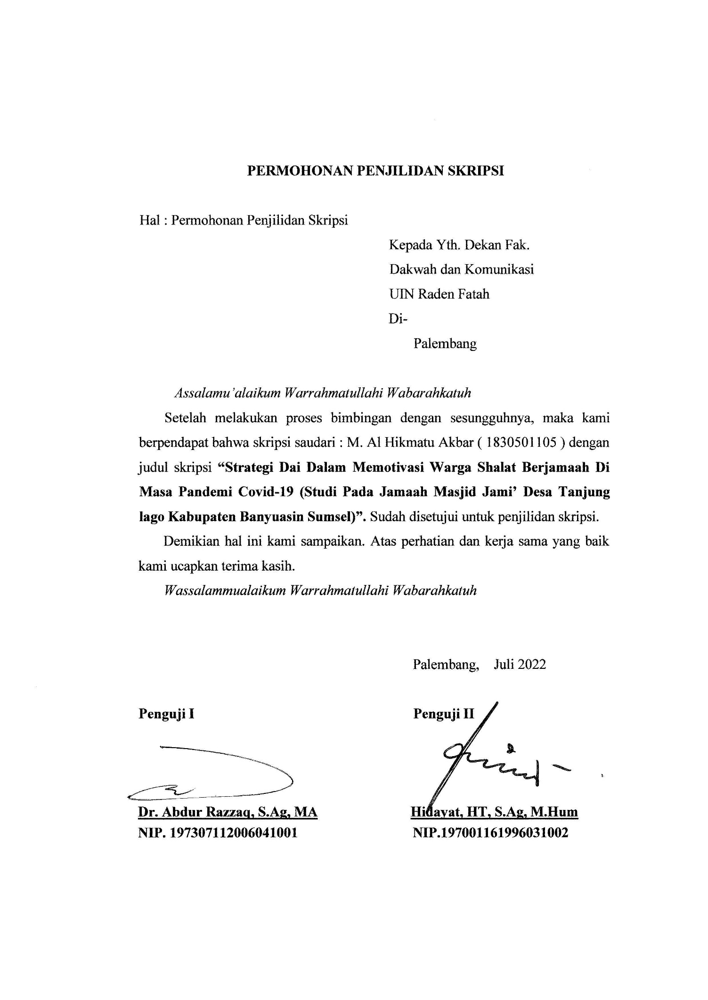 PERMOHONAN PENJILIDAN SKRIPSI
Hal : Permohonan Penjilidan Skripsi
Kepada Yth. Dekan Fak.
Dakwah dan Komunikasi
UIN Raden Fatah
Di-
Palembang
Assalamu’alaikum Warrahmatullahi Wabarahkatuh
Setelah melakukan proses bimbingan dengan sesungguhnya, maka kami
berpendapat bahwa skripsi saudari : M. Al Hikmatu Akbar ( 1830501105 ) dengan
judul skripsi “Strategi Dai Dalam Memotivasi Warga Shalat Berjamaah Di
Masa Pandemi Covid-19 (Studi Pada Jamaah Masjid Jami’ Desa Tanjung
lago Kabupaten Banyuasin Sumsel)”. Sudah disetujui untuk penjilidan skripsi.
Demikian hal ini kami sampaikan. Atas perhatian dan kerja sama yang baik
kami ucapkan terima kasih.
Wassalammualaikum Warrahmatullahi Wabarahkatuh
Palembang, Juli 2022
Penguji I
Penguji II
Dr. Abdur Razzaq, S.Ag, MA
Hidayat, HT, S.Ag, M.Hum
NIP. 197307112006041001
NIP.197001161996031002